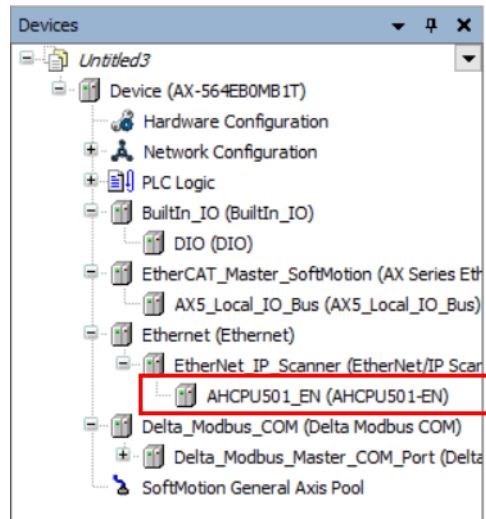 Devices
Untitled3
Device (AX-564EB0MB1T)
Hardware Configuration
Network Configuration
PLC Logic
BuiltIn_IO (BuiltIn_IO)
DIO (DIO)
EtherCAT_Master_SoftMotion (AX Series Eth
AX5_Local_IO_Bus (AX5_Local_IO_Bus)
Ethernet (Ethernet)
EtherNet_IP_Scanner (EtherNet/IP Scan
AHCPU501_EN (AHCPU501-EN)
Delta_Modbus_COM (Delta Modbus COM)
Delta_Modbus_Master_COM_Port (Delta
SoftMotion General Axis Pool